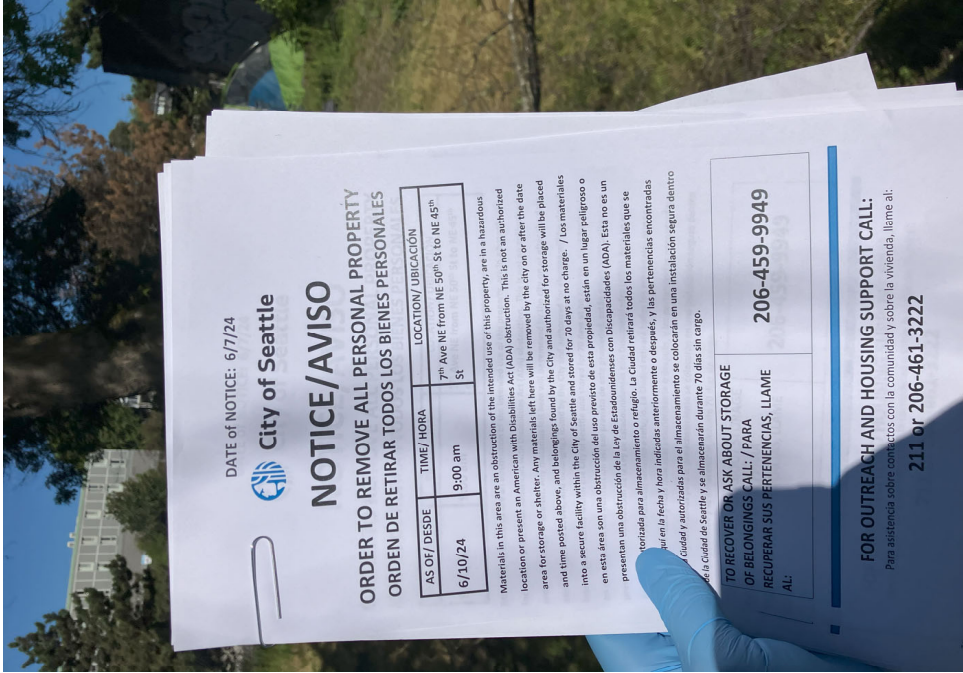 DATE of NOTICE: 6/7/24
City of Seattle
NOTICE/AVISO
ORDER TO REMOVE ALL PERSONAL PROPERTY
ORDEN DE RETIRAR TODOS LOS BIENES PERSONALES
AS OF/ DESDE TIME/ HORA LOCATION/ UBICACIÓN
6/10/24 9:00 am 7th Ave NE from NE 50th St to NE 45th
St
Materials in this area are an obstruction of the intended use of this property, are in a hazardous
location or present an American with Disabilities Act (ADA) obstruction. This is not an authorized
area for storage or shelter. Any materials left here will be removed by the city on or after the date
and time posted above, and belongings found by the City and authorized for storage will be placed
into a secure facility within the City of Seattle and stored for 70 days at no charge. / Los materiales
en esta área son una obstrucción del uso previsto de esta propiedad, están en un lugar peligroso o
presentan una obstrucción de la Ley de Estadounidenses con Discapacidades (ADA). Esta no es un
torizada para almacenamiento o refugio. La Ciudad retirará todos los materiales que se
quí en la fecha y hora indicadas anteriormente o después, y las pertenencias encontradas
Ciudad y autorizadas para el almacenamiento se colocarán en una instalación segura dentro
de la Ciudad de Seattle y se almacenarán durante 70 días sin cargo.
TO RECOVER OR ASK ABOUT STORAGE
OF BELONGINGS CALL: / PARA
RECUPERAR SUS PERTENENCIAS, LLAME
AL:
206-459-9949
FOR OUTREACH AND HOUSING SUPPORT CALL:
Para asistencia sobre contactos con la comunidad y sobre la vivienda, llame al:
211 or 206-461-3222